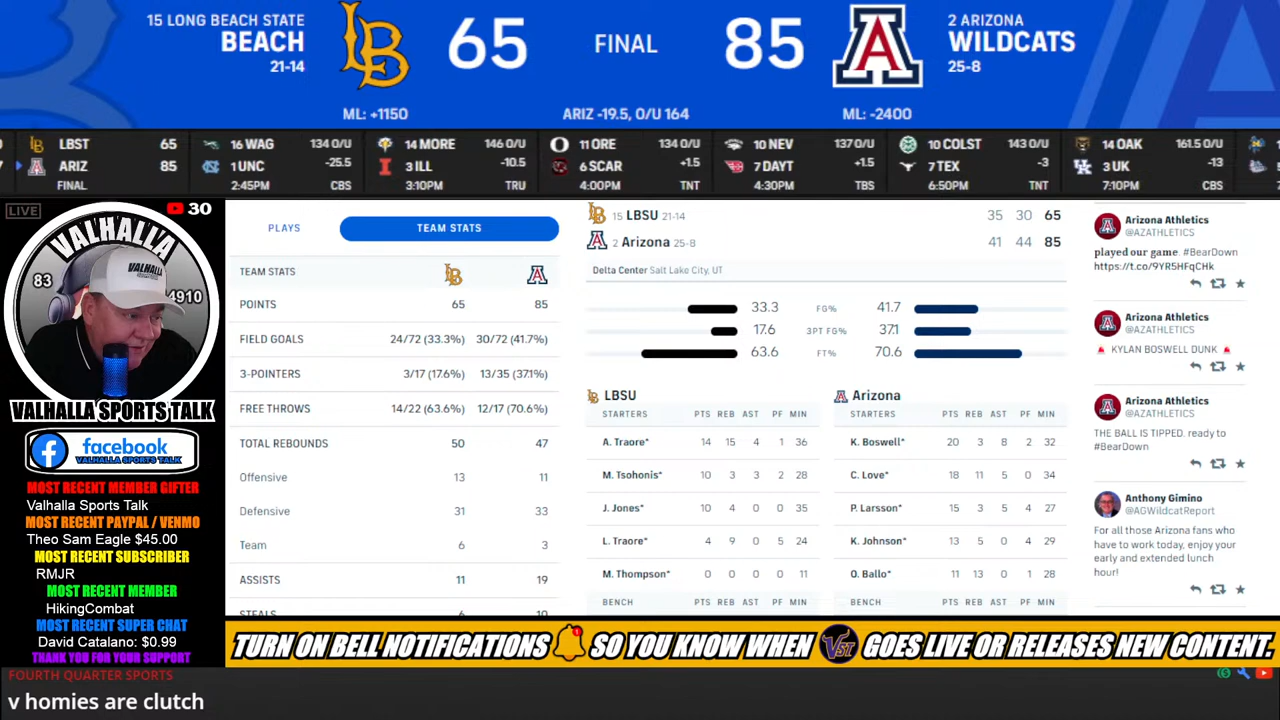 15 LONG BEACH STATE
BEACH
21-14
LB
65
FINAL
85
A
2 ARIZONA
WILDCATS
25-8
ML: +1150
ARIZ -19.5, O/U 164
ML: -2400
LBST 65
ARIZ 85
FINAL
16 WAG 134 O/U
1 UNC -25.5
2:45PM CBS
14 MORE 146 O/U
3 ILL -10.5
3:10PM TRU
11 ORE 134 O/U
6 SCAR +1.5
4:00PM TNT
10 NEV 137 O/U
7 DAYT +1.5
4:30PM TBS
10 COLST 143 O/U
7 TEX -3
6:50PM TNT
14 OAK 161.5 O/U
3 UK -13
7:10PM CBS
LIVE
30
VALHALLA
83
4910
VALHALLA SPORTS TALK
facebook
VALHALLA SPORTS TALK
MOST RECENT MEMBER GIFTER
Valhalla Sports Talk
MOST RECENT PAYPAL / VENMO
Theo Sam Eagle $45.00
MOST RECENT SUBSCRIBER
RMJR
MOST RECENT MEMBER
HikingCombat
MOST RECENT SUPER CHAT
David Catalano: $0.99
THANK YOU FOR YOUR SUPPORT
PLAYS
TEAM STATS
TEAM STATS
POINTS 65 85
FIELD GOALS 24/72 (33.3%) 30/72 (41.7%)
3-POINTERS 3/17 (17.6%) 13/35 (37.1%)
FREE THROWS 14/22 (63.6%) 12/17 (70.6%)
TOTAL REBOUNDS 50 47
Offensive 13 11
Defensive 31 33
Team 6 3
ASSISTS 11 19
STEALS 6 10
15 LBSU 21-14 35 30 65
2 Arizona 25-8 41 44 85
Delta Center Salt Lake City, UT
33.3 FG% 41.7
17.6 3PT FG% 37.1
63.6 FT% 70.6
LBSU
STARTERS PTS REB AST PF MIN
A. Traore* 14 15 4 1 36
M. Tsohonis* 10 3 3 2 28
J. Jones* 10 4 0 0 35
L. Traore* 4 9 0 5 24
M. Thompson* 0 0 0 0 11
BENCH PTS REB AST PF MIN
Arizona
STARTERS PTS REB AST PF MIN
K. Boswell* 20 3 8 2 32
C. Love* 18 11 5 0 34
P. Larsson* 15 3 5 4 27
K. Johnson* 13 5 0 4 29
O. Ballo* 11 13 0 1 28
BENCH PTS REB AST PF MIN
Arizona Athletics
@AZATHLETICS
played our game. #BearDown
https://t.co/9YR5HFqCHk
Arizona Athletics
@AZATHLETICS
KYLAN BOSWELL DUNK
Arizona Athletics
@AZATHLETICS
THE BALL IS TIPPED. ready to
#BearDown
Anthony Gimino
@AGWildcatReport
For all those Arizona fans who
have to work today, enjoy your
early and extended lunch
hour!
TURN ON BELL NOTIFICATIONS SO YOU KNOW WHEN VST GOES LIVE OR RELEASES NEW CONTENT.
FOURTH QUARTER SPORTS
v homies are clutch